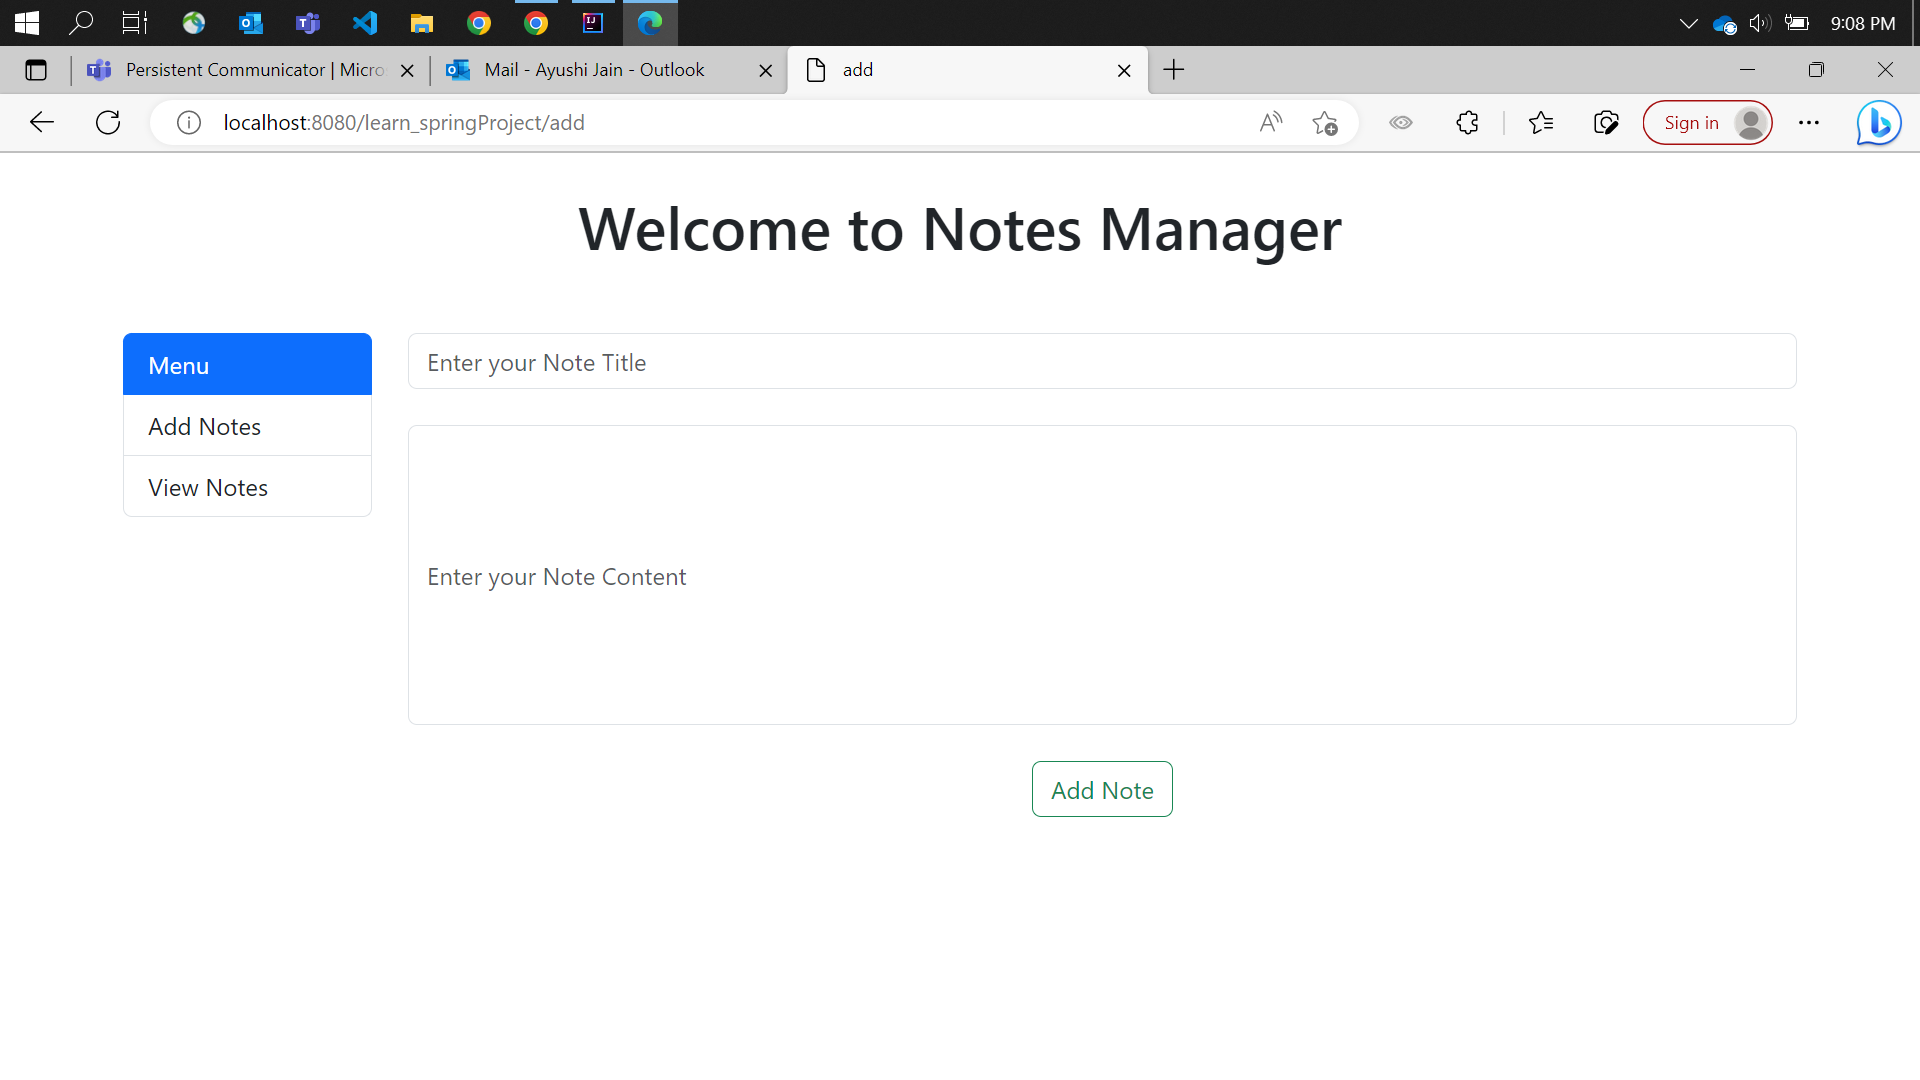 9:08 PM
Persistent Communicator | Micro
Mail - Ayushi Jain - Outlook
add
localhost:8080/learn_springProject/add
Sign in
Welcome to Notes Manager
Menu
Add Notes
View Notes
Enter your Note Title
Enter your Note Content
Add Note